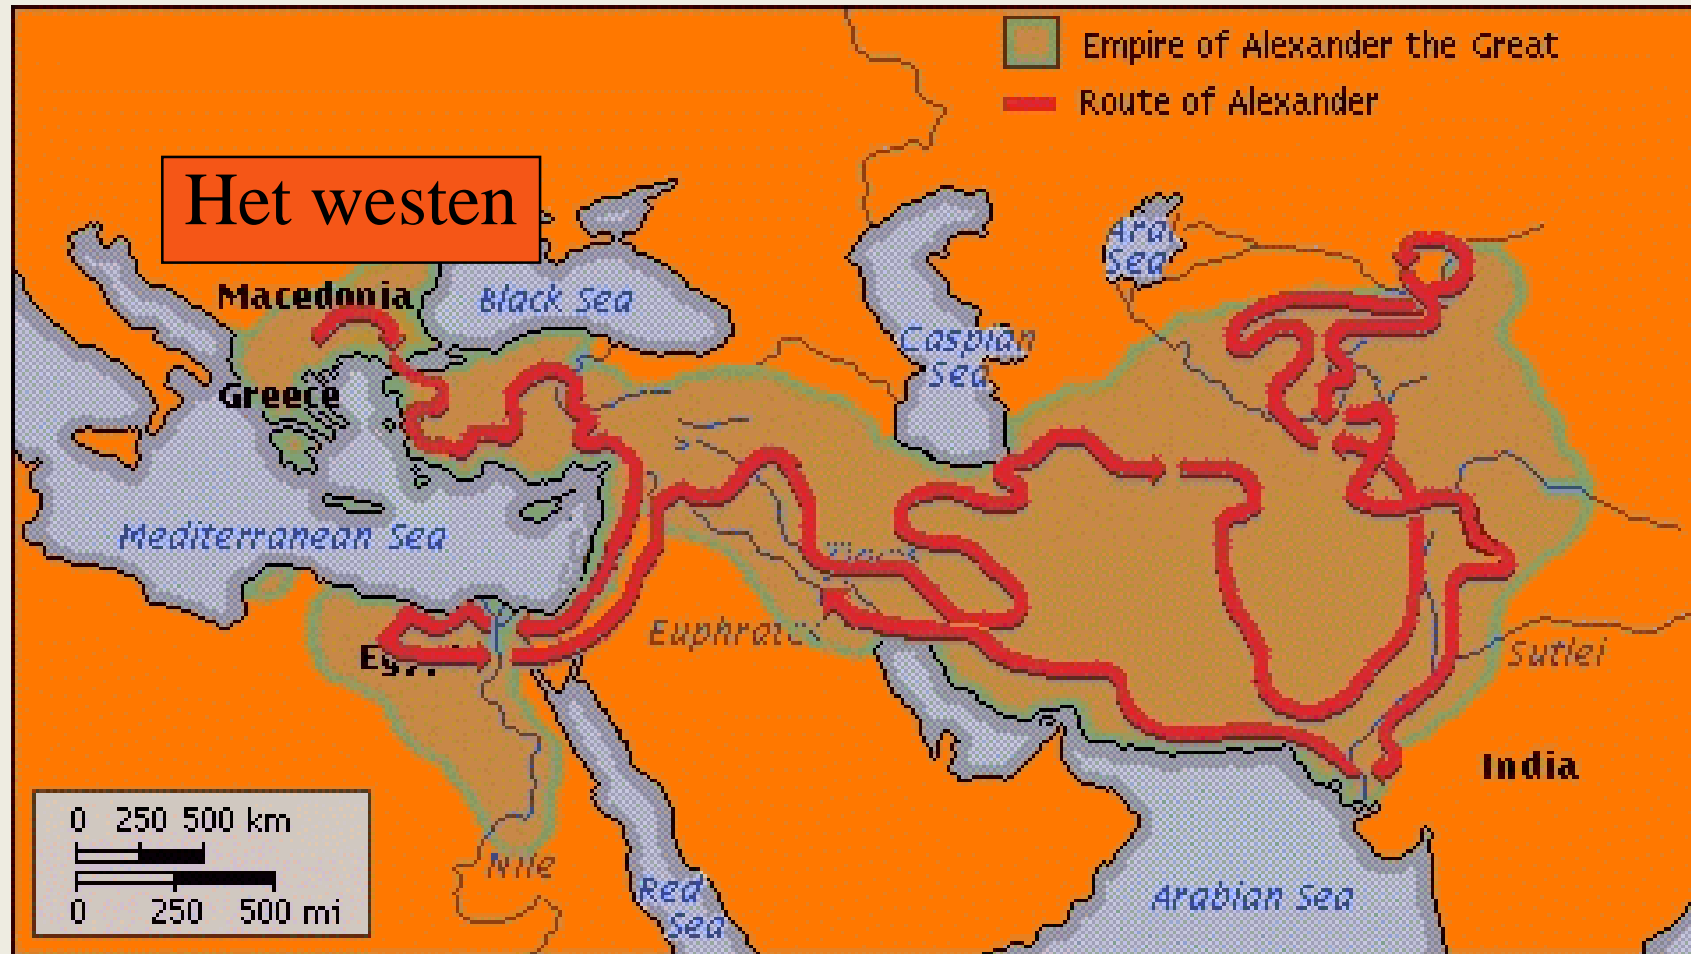 Empire of Alexander the Great
Route of Alexander
Het westen
Aral
Sea
Macedonia
Black Sea
Caspian
Sea
Greece
Mediterranean Sea
Euphrates
Sutlej
India
0 250 500 km
0 250 500 mi
Nile
Red
Sea
Arabian Sea